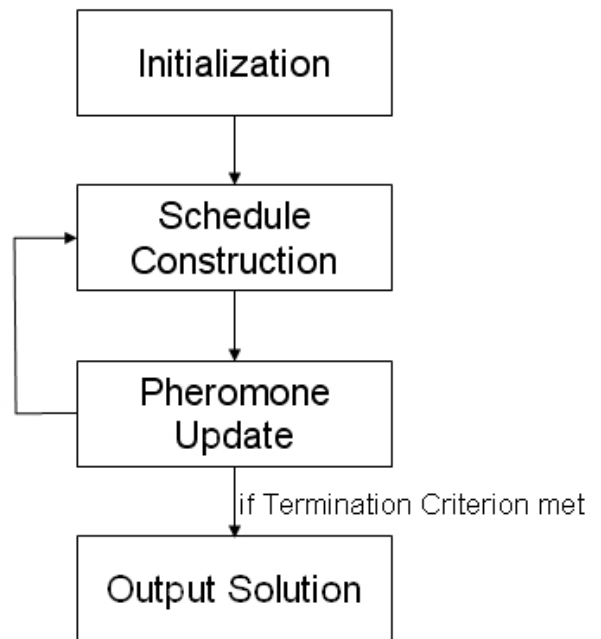 Initialization
Schedule
Construction
Pheromone
Update
if Termination Criterion met
Output Solution